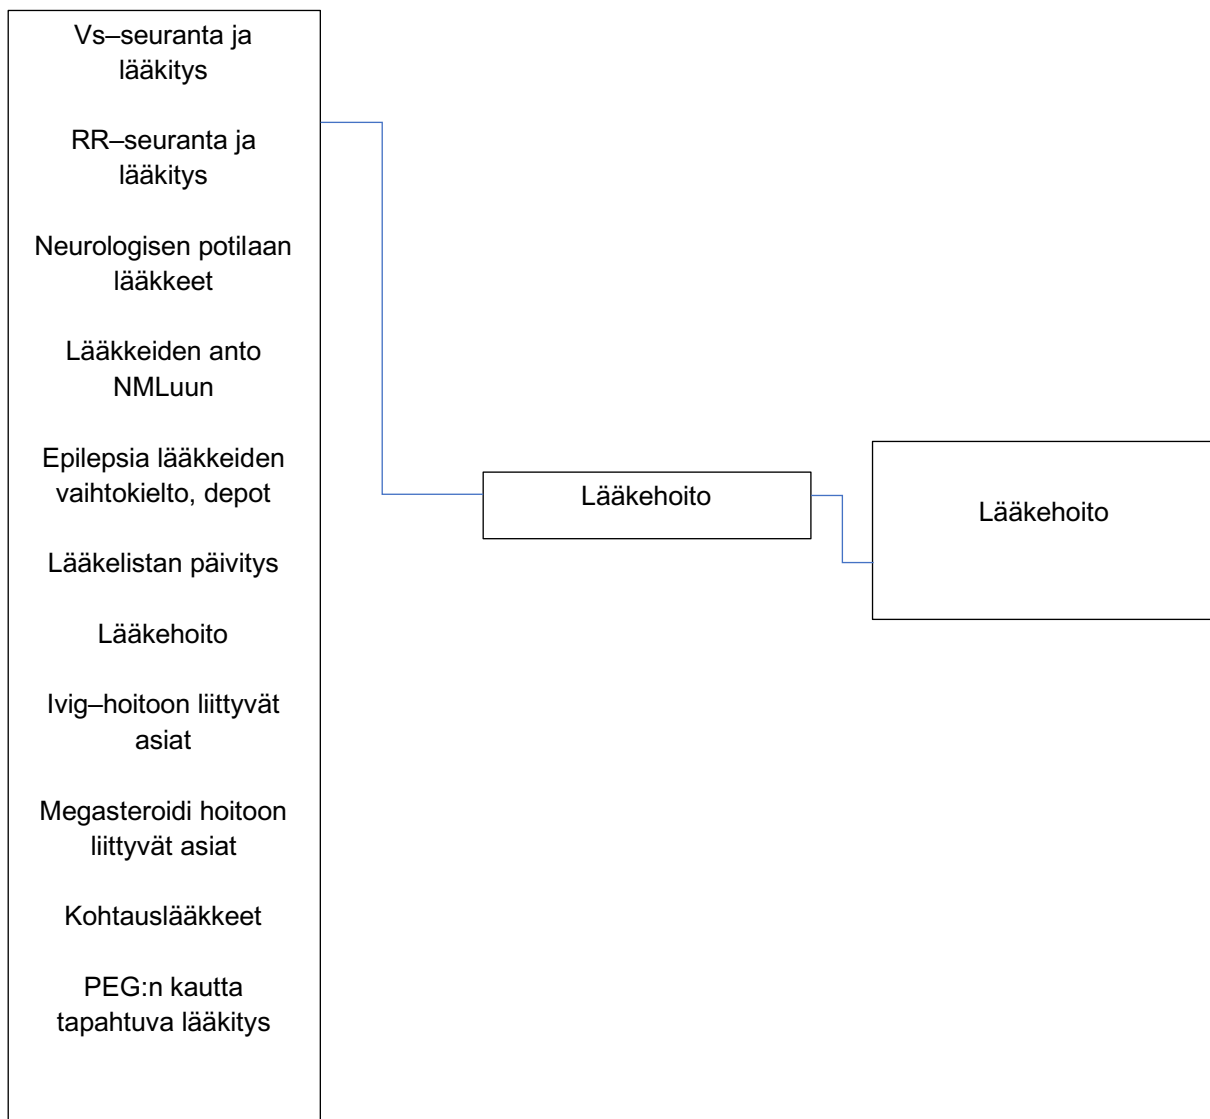 Vs–seuranta ja
lääkitys
RR–seuranta ja
lääkitys
Neurologisen potilaan
lääkkeet
Lääkkeiden anto
NMLuun
Epilepsia lääkkeiden
vaihtokielto, depot
Lääkelistan päivitys
Lääkehoito
Ivig–hoitoon liittyvät
asiat
Megasteroidi hoitoon
liittyvät asiat
Kohtauslääkkeet
PEG:n kautta
tapahtuva lääkitys
Lääkehoito
Lääkehoito